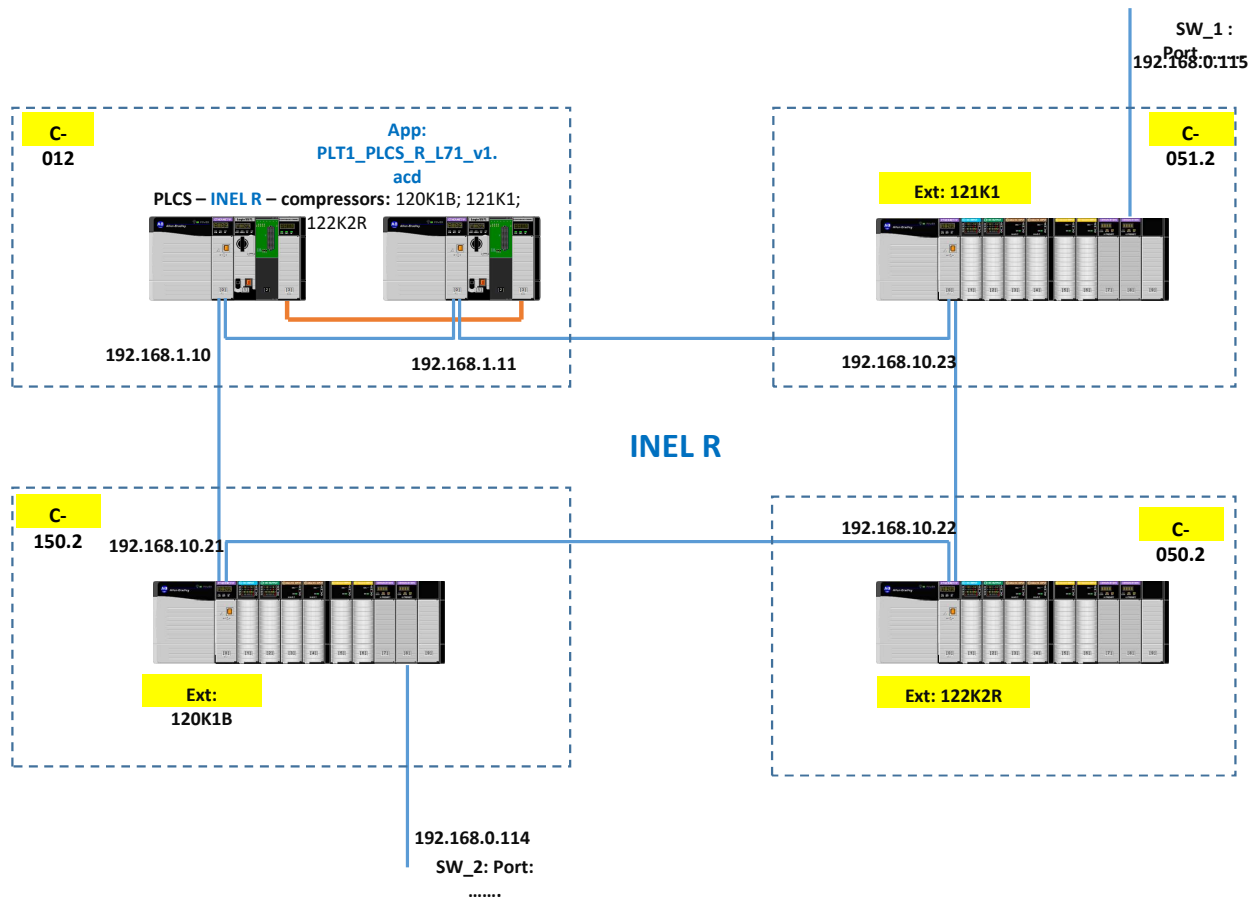 SW_1 :
Port…….
192.168.0.115
C-
012
App:
PLT1_PLCS_R_L71_v1.
acd
PLCS – INEL R – compressors: 120K1B; 121K1;
122K2R
C-
051.2
Ext: 121K1
192.168.1.10
192.168.1.11
192.168.10.23
INEL R
C-
150.2
192.168.10.21
192.168.10.22
C-
050.2
Ext:
120K1B
Ext: 122K2R
192.168.0.114
SW_2: Port:
…….